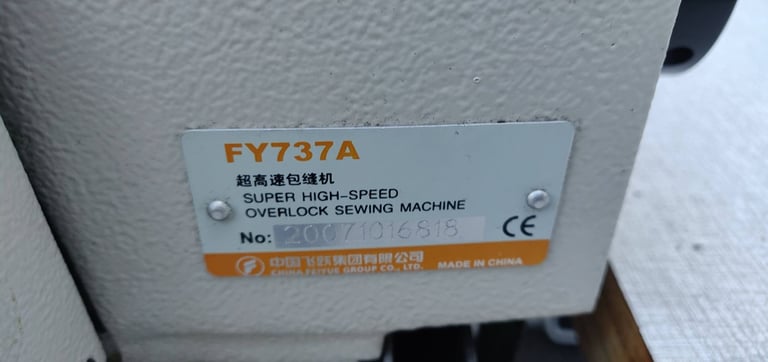 FY737A
超高速包缝机
SUPER HIGH-SPEED
OVERLOCK SEWING MACHINE
No: 20071016818 CE
中国飞跃集团有限公司
CHINA FEIYUE GROUP CO., LTD. MADE IN CHINA